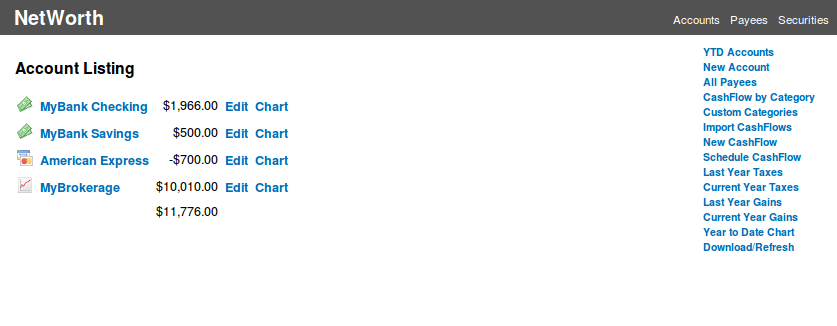 NetWorth
Accounts Payees Securities
Account Listing
MyBank Checking $1,966.00 Edit Chart
MyBank Savings $500.00 Edit Chart
American Express -$700.00 Edit Chart
MyBrokerage $10,010.00 Edit Chart
$11,776.00
YTD Accounts
New Account
All Payees
CashFlow by Category
Custom Categories
Import CashFlows
New CashFlow
Schedule CashFlow
Last Year Taxes
Current Year Taxes
Last Year Gains
Current Year Gains
Year to Date Chart
Download/Refresh